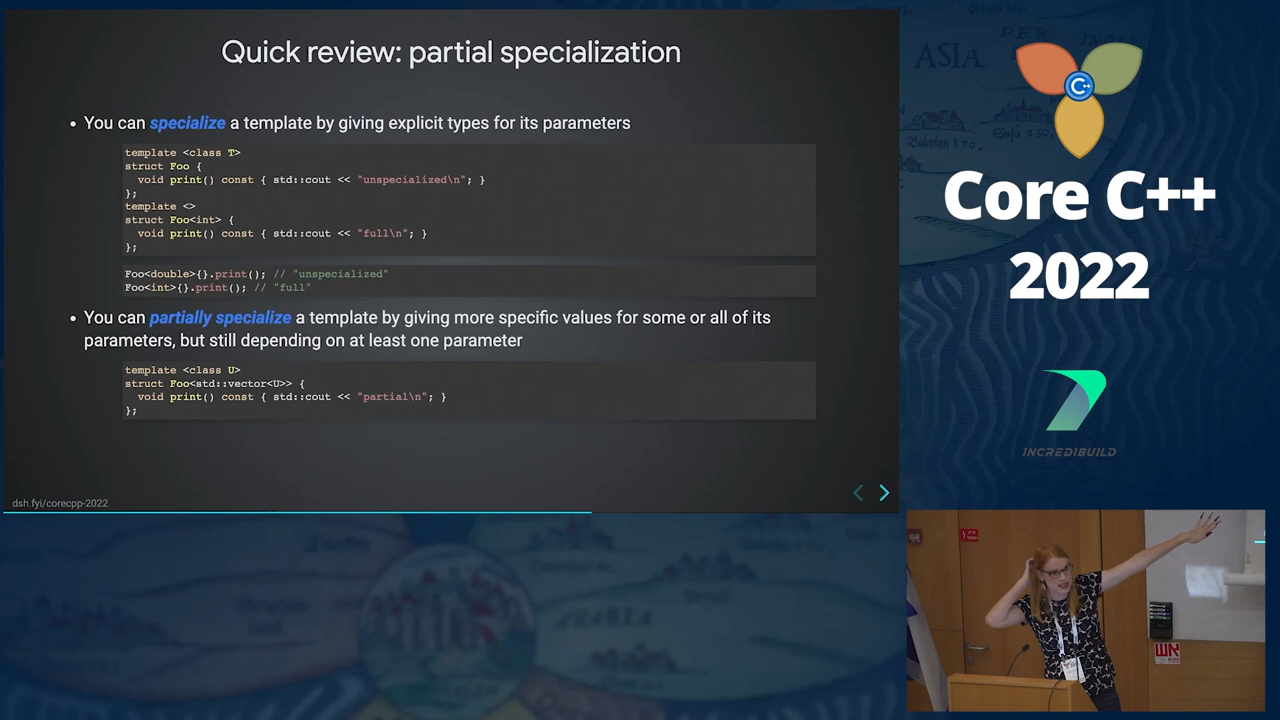 Quick review: partial specialization
• You can specialize a template by giving explicit types for its parameters
template <class T>
struct Foo {
  void print() const { std::cout << "unspecialized\n"; }
};
template <>
struct Foo<int> {
  void print() const { std::cout << "full\n"; }
};
Foo<double>{}.print(); // "unspecialized"
Foo<int>{}.print(); // "full"
• You can partially specialize a template by giving more specific values for some or all of its
parameters, but still depending on at least one parameter
template <class U>
struct Foo<std::vector<U>> {
  void print() const { std::cout << "partial\n"; }
};
dsh.fyi/corecpp-2022
ASIA
C++
Core C++
2022
INCREDIBUILD
ARABIA
אש